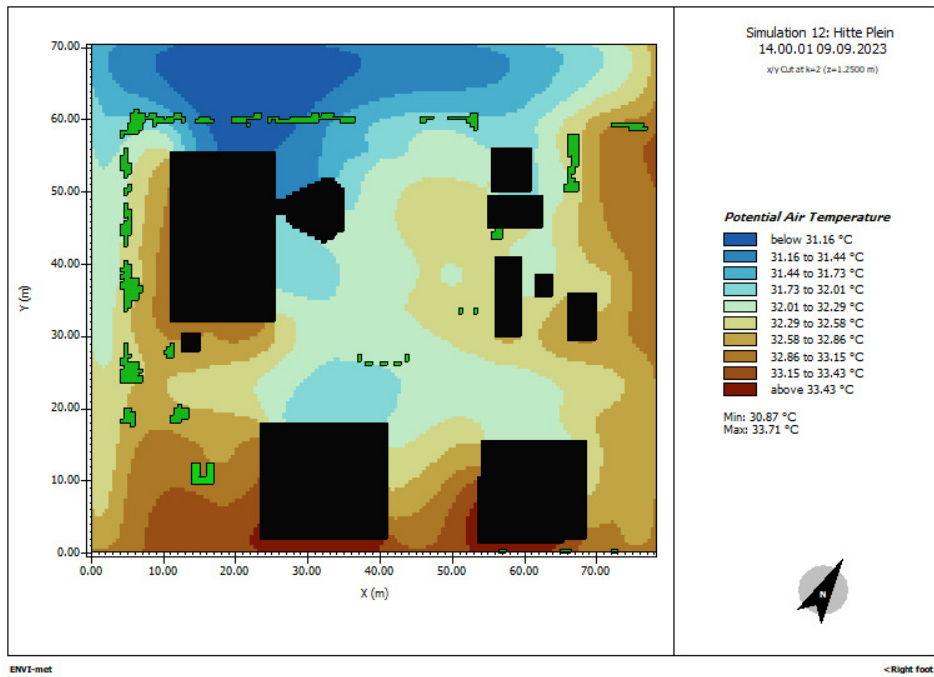 Simulation 12: Hitte Plein
14.00.01 09.09.2023
x/y Cut at k=2 (z=1.2500 m)
70.00
60.00
50.00
40.00
30.00
20.00
10.00
0.00
Y (m)
0.00 10.00 20.00 30.00 40.00 50.00 60.00 70.00
X (m)
Potential Air Temperature
below 31.16 °C
31.16 to 31.44 °C
31.44 to 31.73 °C
31.73 to 32.01 °C
32.01 to 32.29 °C
32.29 to 32.58 °C
32.58 to 32.86 °C
32.86 to 33.15 °C
33.15 to 33.43 °C
above 33.43 °C
Min: 30.87 °C
Max: 33.71 °C
N
ENVI-met
<Right foot